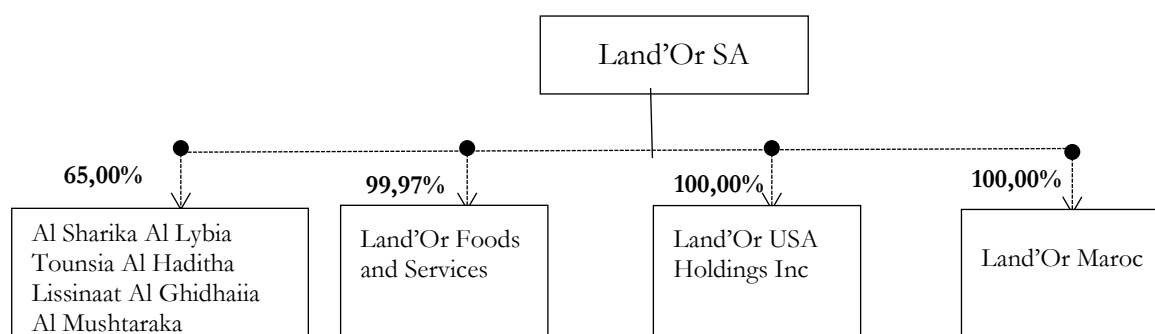 Land’Or SA
65,00%
99,97%
100,00%
100,00%
Al Sharika Al Lybia
Tounsia Al Haditha
Lissinaat Al Ghidhaiia
Al Mushtaraka
Land’Or Foods
and Services
Land’Or USA
Holdings Inc
Land’Or Maroc